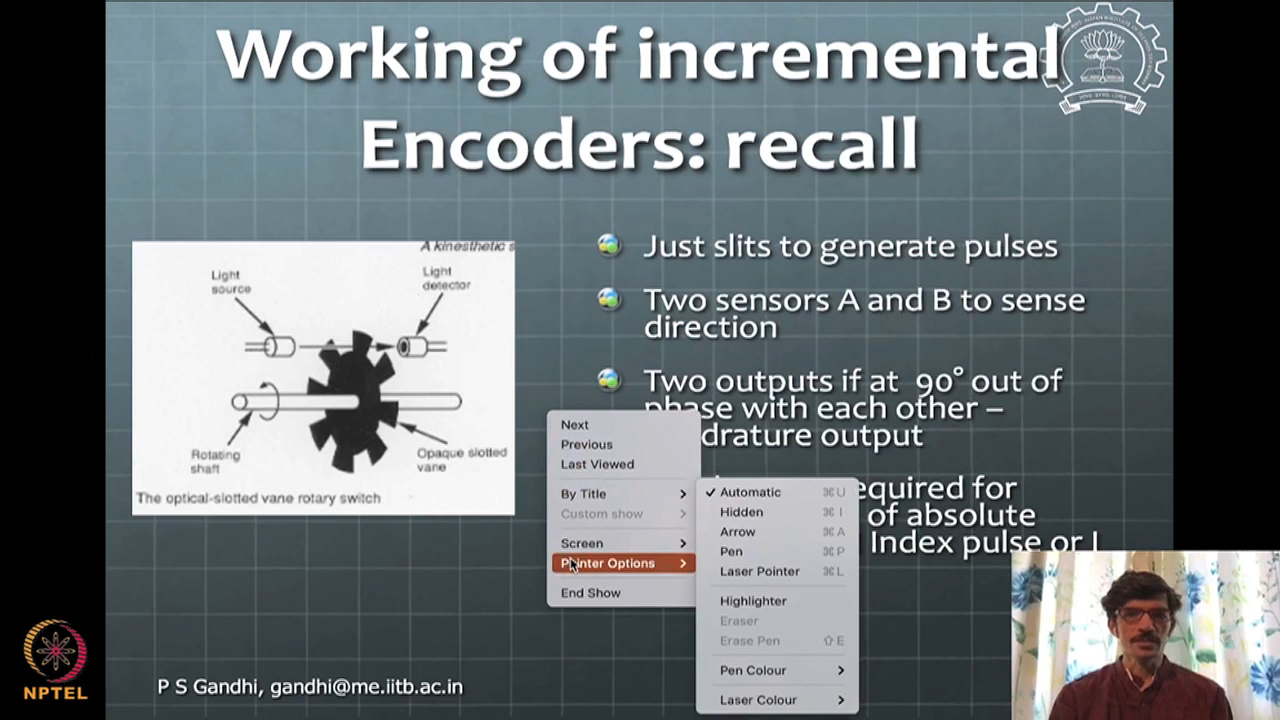 Working of incremental
Encoders: recall
A kinesthetic s
Light
source
Light
detector
Rotating
shaft
Opaque slotted
vane
The optical-slotted vane rotary switch
Just slits to generate pulses
Two sensors A and B to sense
direction
Two outputs if at 90° out of
phase with each other –
drature output
equired for
of absolute
Index pulse or I
Next
Previous
Last Viewed
By Title
Custom show
Screen
Pointer Options
End Show
✓ Automatic ⌘ U
Hidden ⌘ I
Arrow ⌘ A
Pen ⌘ P
Laser Pointer ⌘ L
Highlighter
Eraser
Erase Pen ⇧ E
Pen Colour
Laser Colour
P S Gandhi, gandhi@me.iitb.ac.in
NPTEL